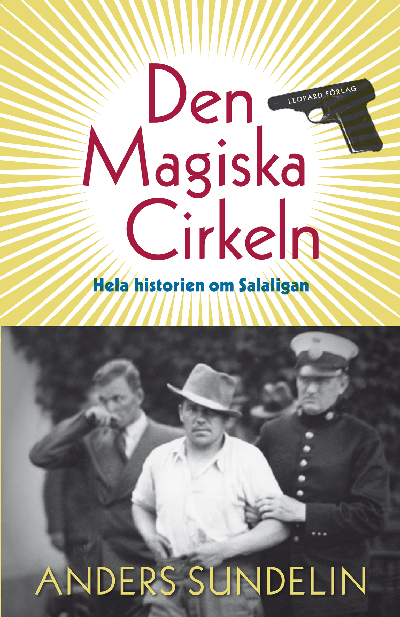 Den
Magiska
Cirkeln
LEOPARD FÖRLAG
Hela historien om Salaligan
ANDERS SUNDELIN